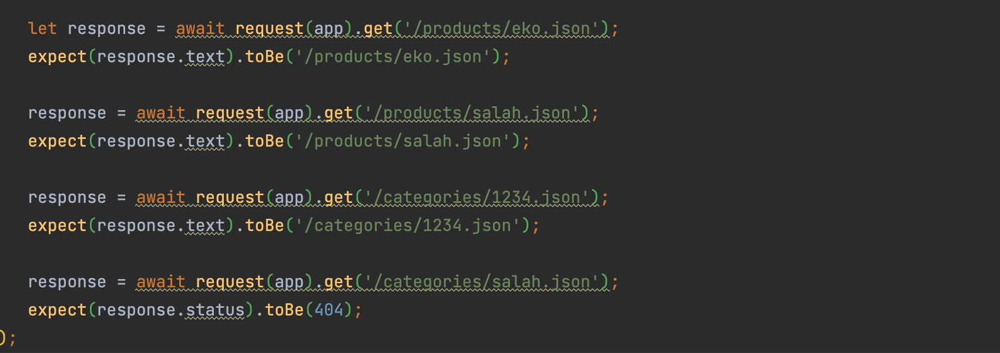 let response = await request(app).get('/products/eko.json');
expect(response.text).toBe('/products/eko.json');
response = await request(app).get('/products/salah.json');
expect(response.text).toBe('/products/salah.json');
response = await request(app).get('/categories/1234.json');
expect(response.text).toBe('/categories/1234.json');
response = await request(app).get('/categories/salah.json');
expect(response.status).toBe(404);
);